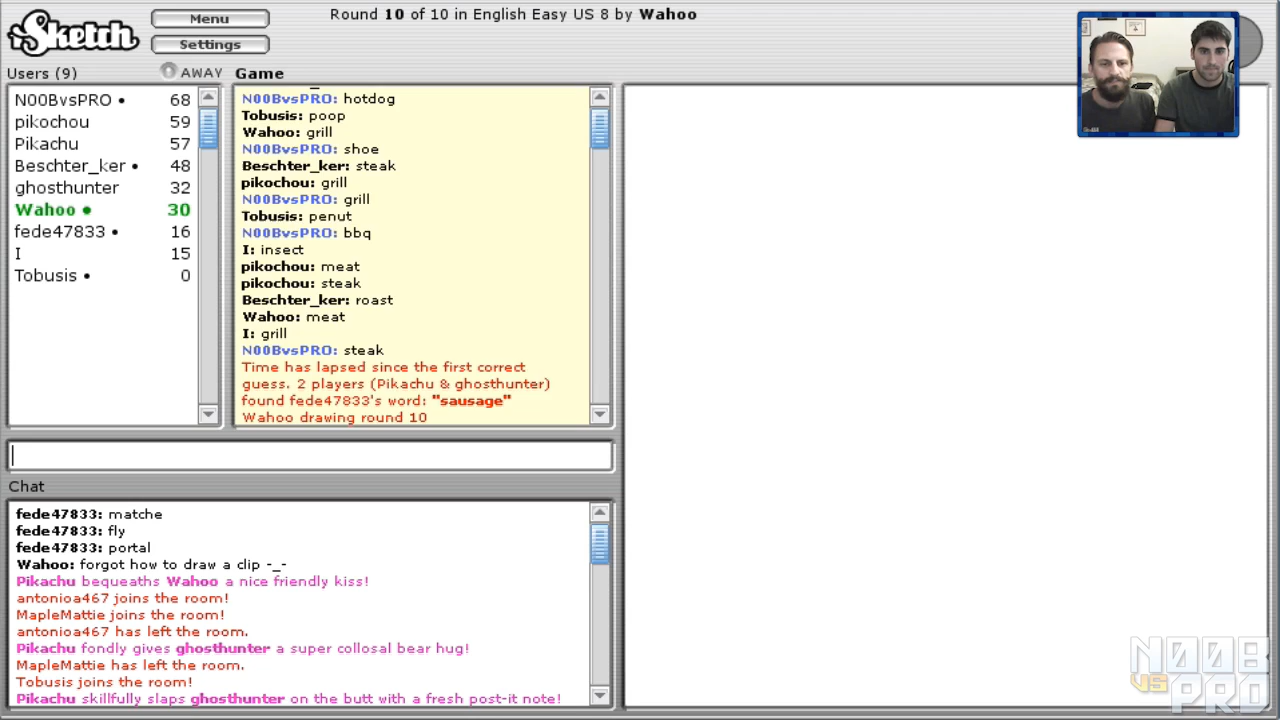 iSketch
Menu
Settings
Round 10 of 10 in English Easy US 8 by Wahoo
Users (9)
AWAY
Game
N00BvsPRO • 68
pikochou 59
Pikachu 57
Beschter_ker • 48
ghosthunter 32
Wahoo • 30
fede47833 • 16
I 15
Tobusis • 0
N00BvsPRO: hotdog
Tobusis: poop
Wahoo: grill
N00BvsPRO: shoe
Beschter_ker: steak
pikochou: grill
N00BvsPRO: grill
Tobusis: penut
N00BvsPRO: bbq
I: insect
pikochou: meat
pikochou: steak
Beschter_ker: roast
Wahoo: meat
I: grill
N00BvsPRO: steak
Time has lapsed since the first correct
guess. 2 players (Pikachu & ghosthunter)
found fede47833's word: "sausage"
Wahoo drawing round 10
Chat
fede47833: matche
fede47833: fly
fede47833: portal
Wahoo: forgot how to draw a clip -_-
Pikachu bequeaths Wahoo a nice friendly kiss!
antonioa467 joins the room!
MapleMattie joins the room!
antonioa467 has left the room.
Pikachu fondly gives ghosthunter a super collosal bear hug!
MapleMattie has left the room.
Tobusis joins the room!
Pikachu skillfully slaps ghosthunter on the butt with a fresh post-it note!
N00B
VS
PRO